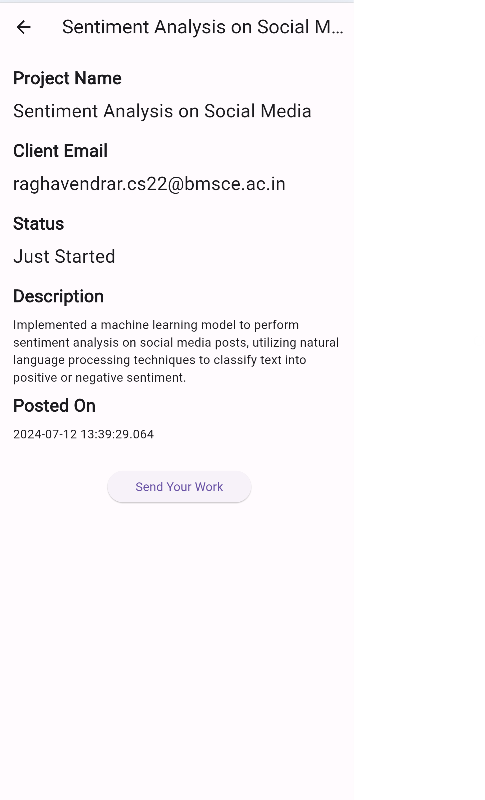 Sentiment Analysis on Social M...
Project Name
Sentiment Analysis on Social Media
Client Email
raghavendrar.cs22@bmsce.ac.in
Status
Just Started
Description
Implemented a machine learning model to perform
sentiment analysis on social media posts, utilizing natural
language processing techniques to classify text into
positive or negative sentiment.
Posted On
2024-07-12 13:39:29.064
Send Your Work